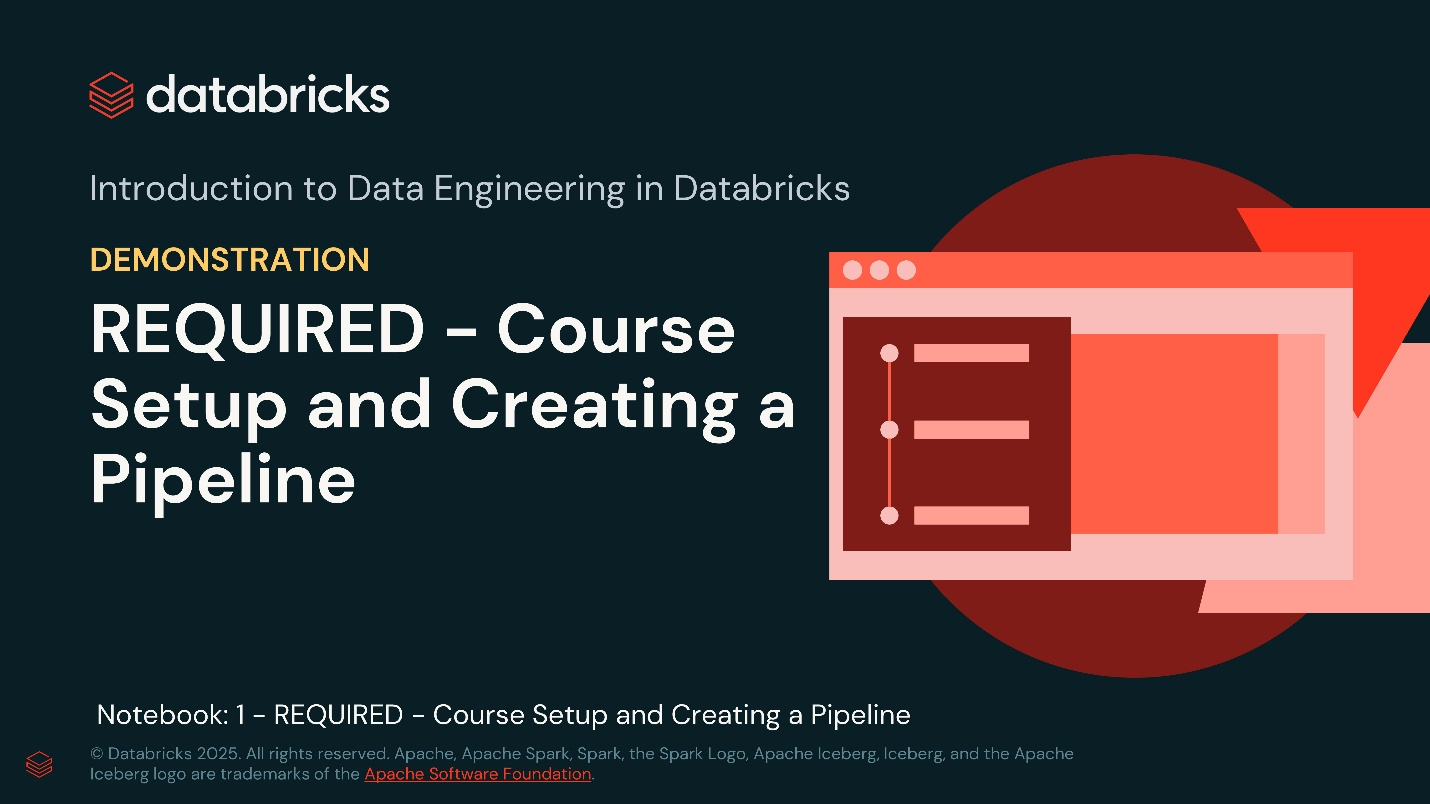 databricks
Introduction to Data Engineering in Databricks
DEMONSTRATION
REQUIRED - Course
Setup and Creating a
Pipeline
Notebook: 1 - REQUIRED - Course Setup and Creating a Pipeline
© Databricks 2025. All rights reserved. Apache, Apache Spark, Spark, the Spark Logo, Apache Iceberg, Iceberg, and the Apache
Iceberg logo are trademarks of the Apache Software Foundation.